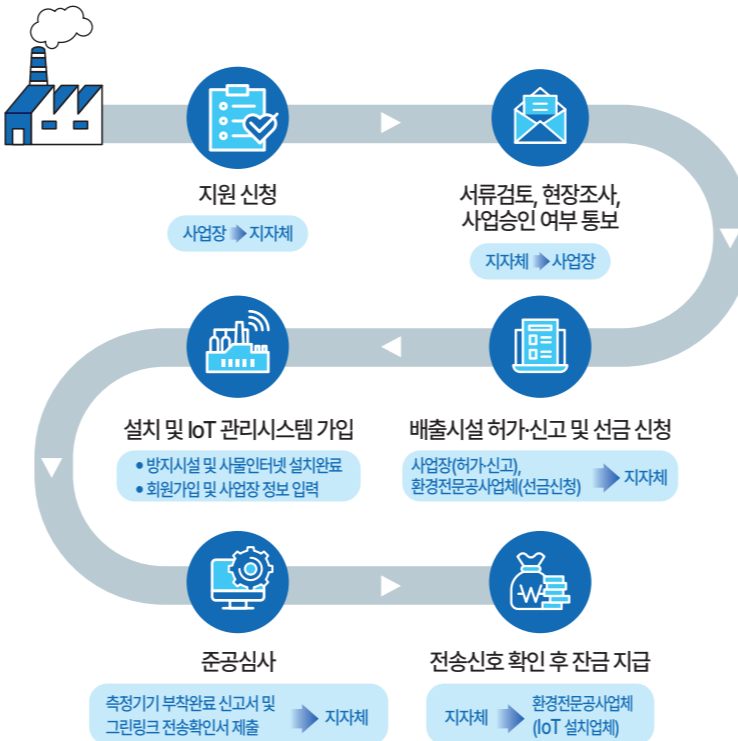 지원 신청
사업장 지자체
서류검토, 현장조사,
사업승인 여부 통보
지자체 사업장
배출시설 허가·신고 및 선금 신청
사업장(허가·신고),
환경전문공사업체(선금신청) 지자체
설치 및 IoT 관리시스템 가입
• 방지시설 및 사물인터넷 설치완료
• 회원가입 및 사업장 정보 입력
준공심사
측정기기 부착완료 신고서 및
그린링크 전송확인서 제출 지자체
전송신호 확인 후 잔금 지급
지자체 환경전문공사업체
(IoT 설치업체)